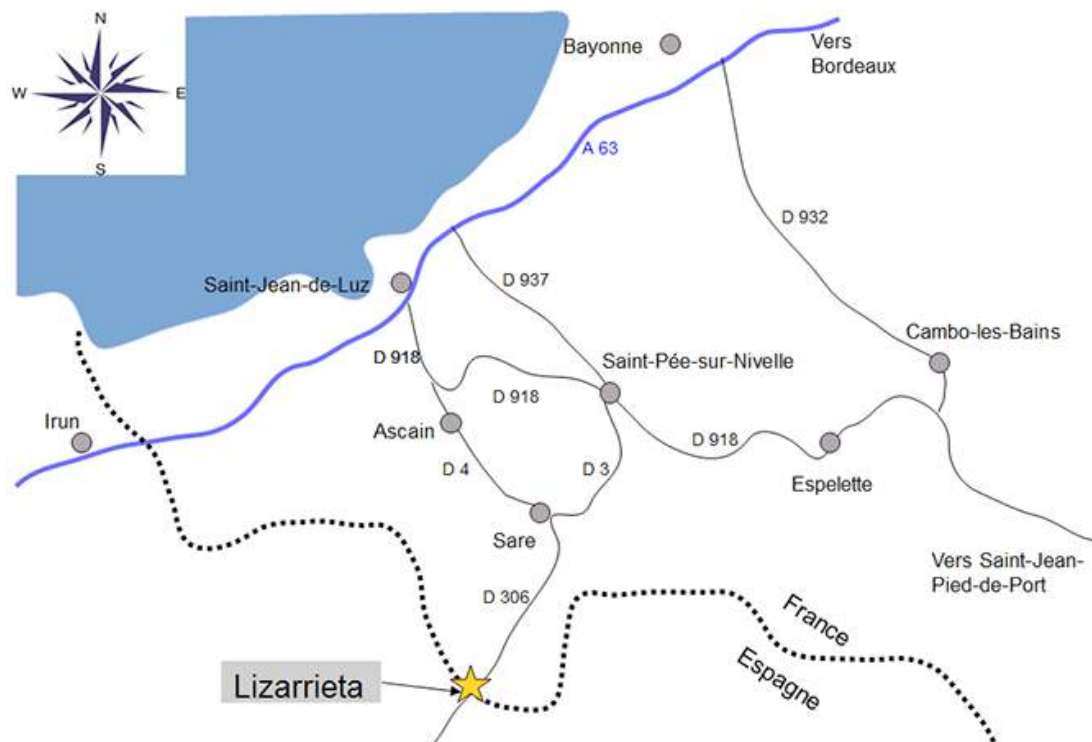 N
W
E
S
Bayonne
Vers
Bordeaux
A 63
D 932
Saint-Jean-de-Luz
D 937
Cambo-les-Bains
D 918
Saint-Pée-sur-Nivelle
D 918
Irun
Ascain
D 918
D 4
D 3
Espelette
Sare
Vers Saint-Jean-
Pied-de-Port
D 306
France
Espagne
Lizarrieta